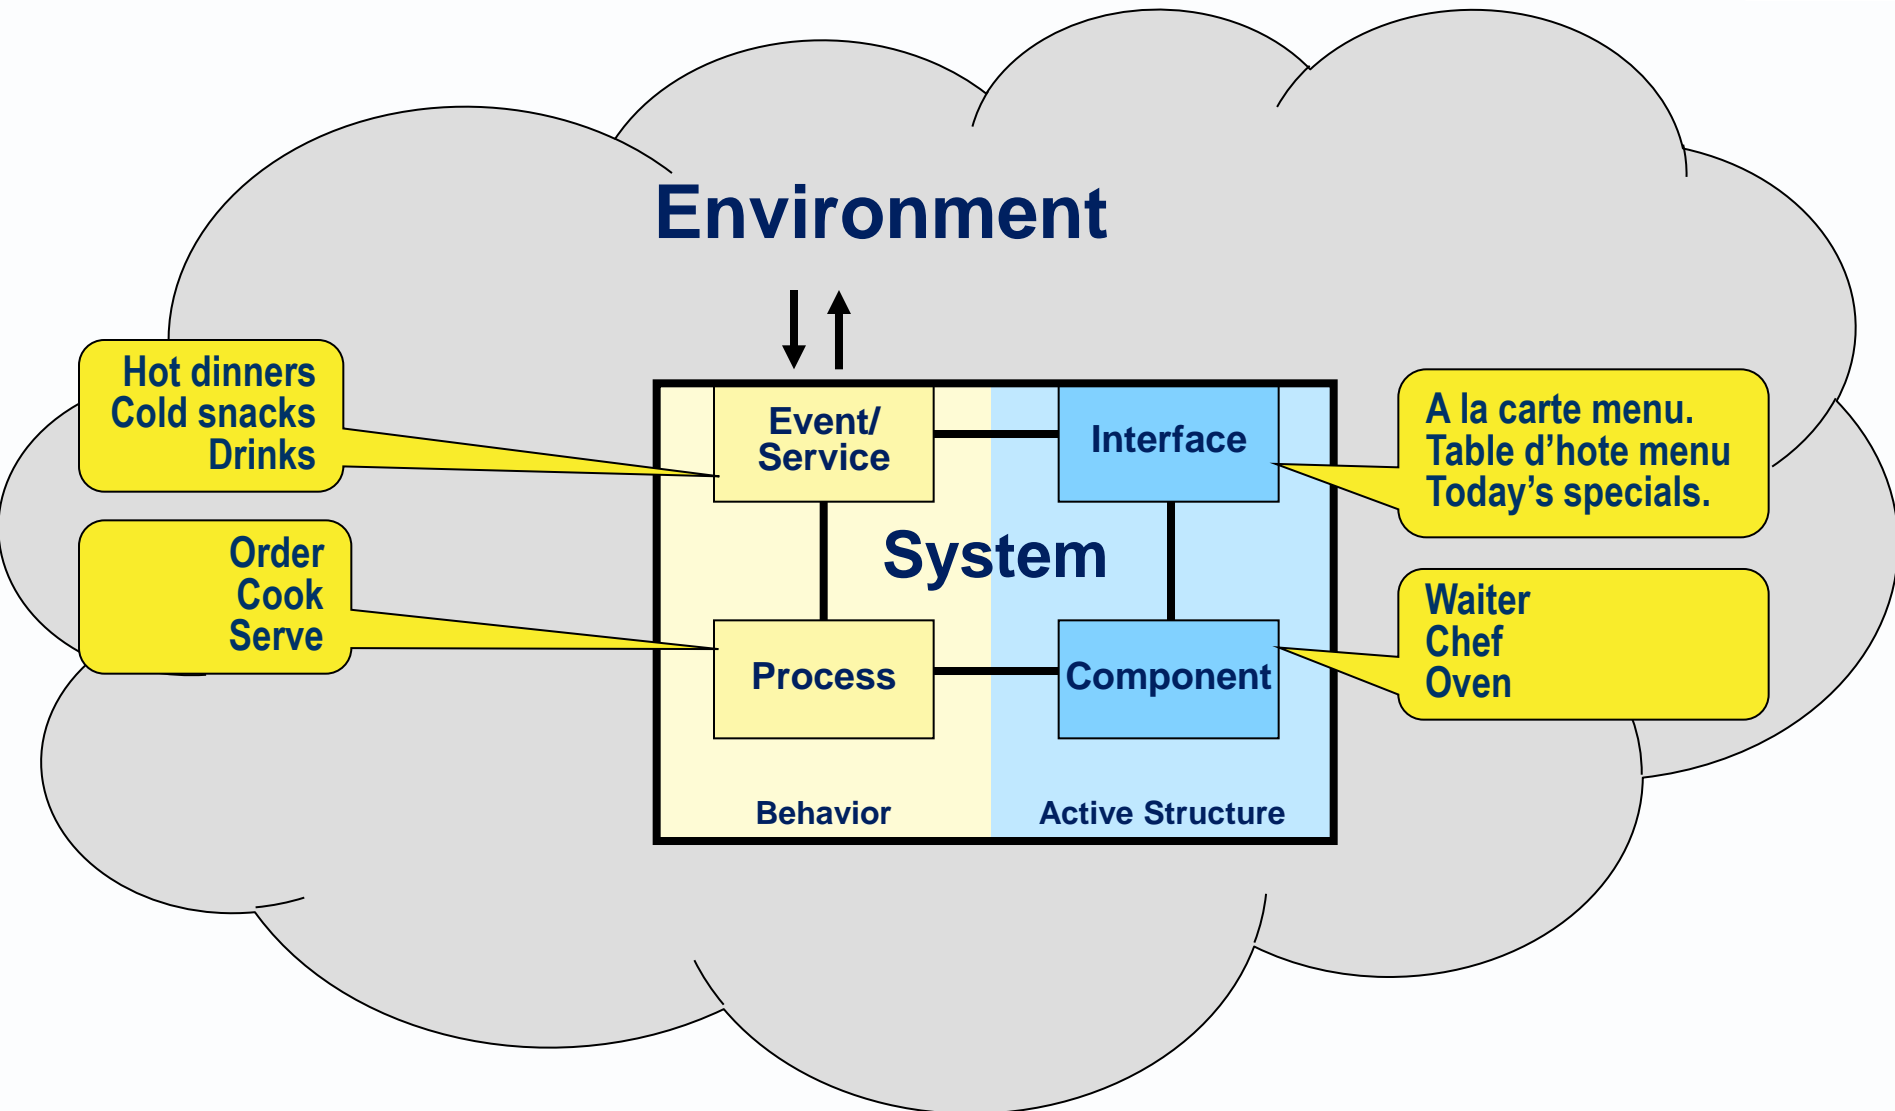 Environment
Hot dinners
Cold snacks
Drinks
Event/
Service
Interface
A la carte menu.
Table d’hote menu
Today’s specials.
System
Order
Cook
Serve
Process
Component
Waiter
Chef
Oven
Behavior
Active Structure